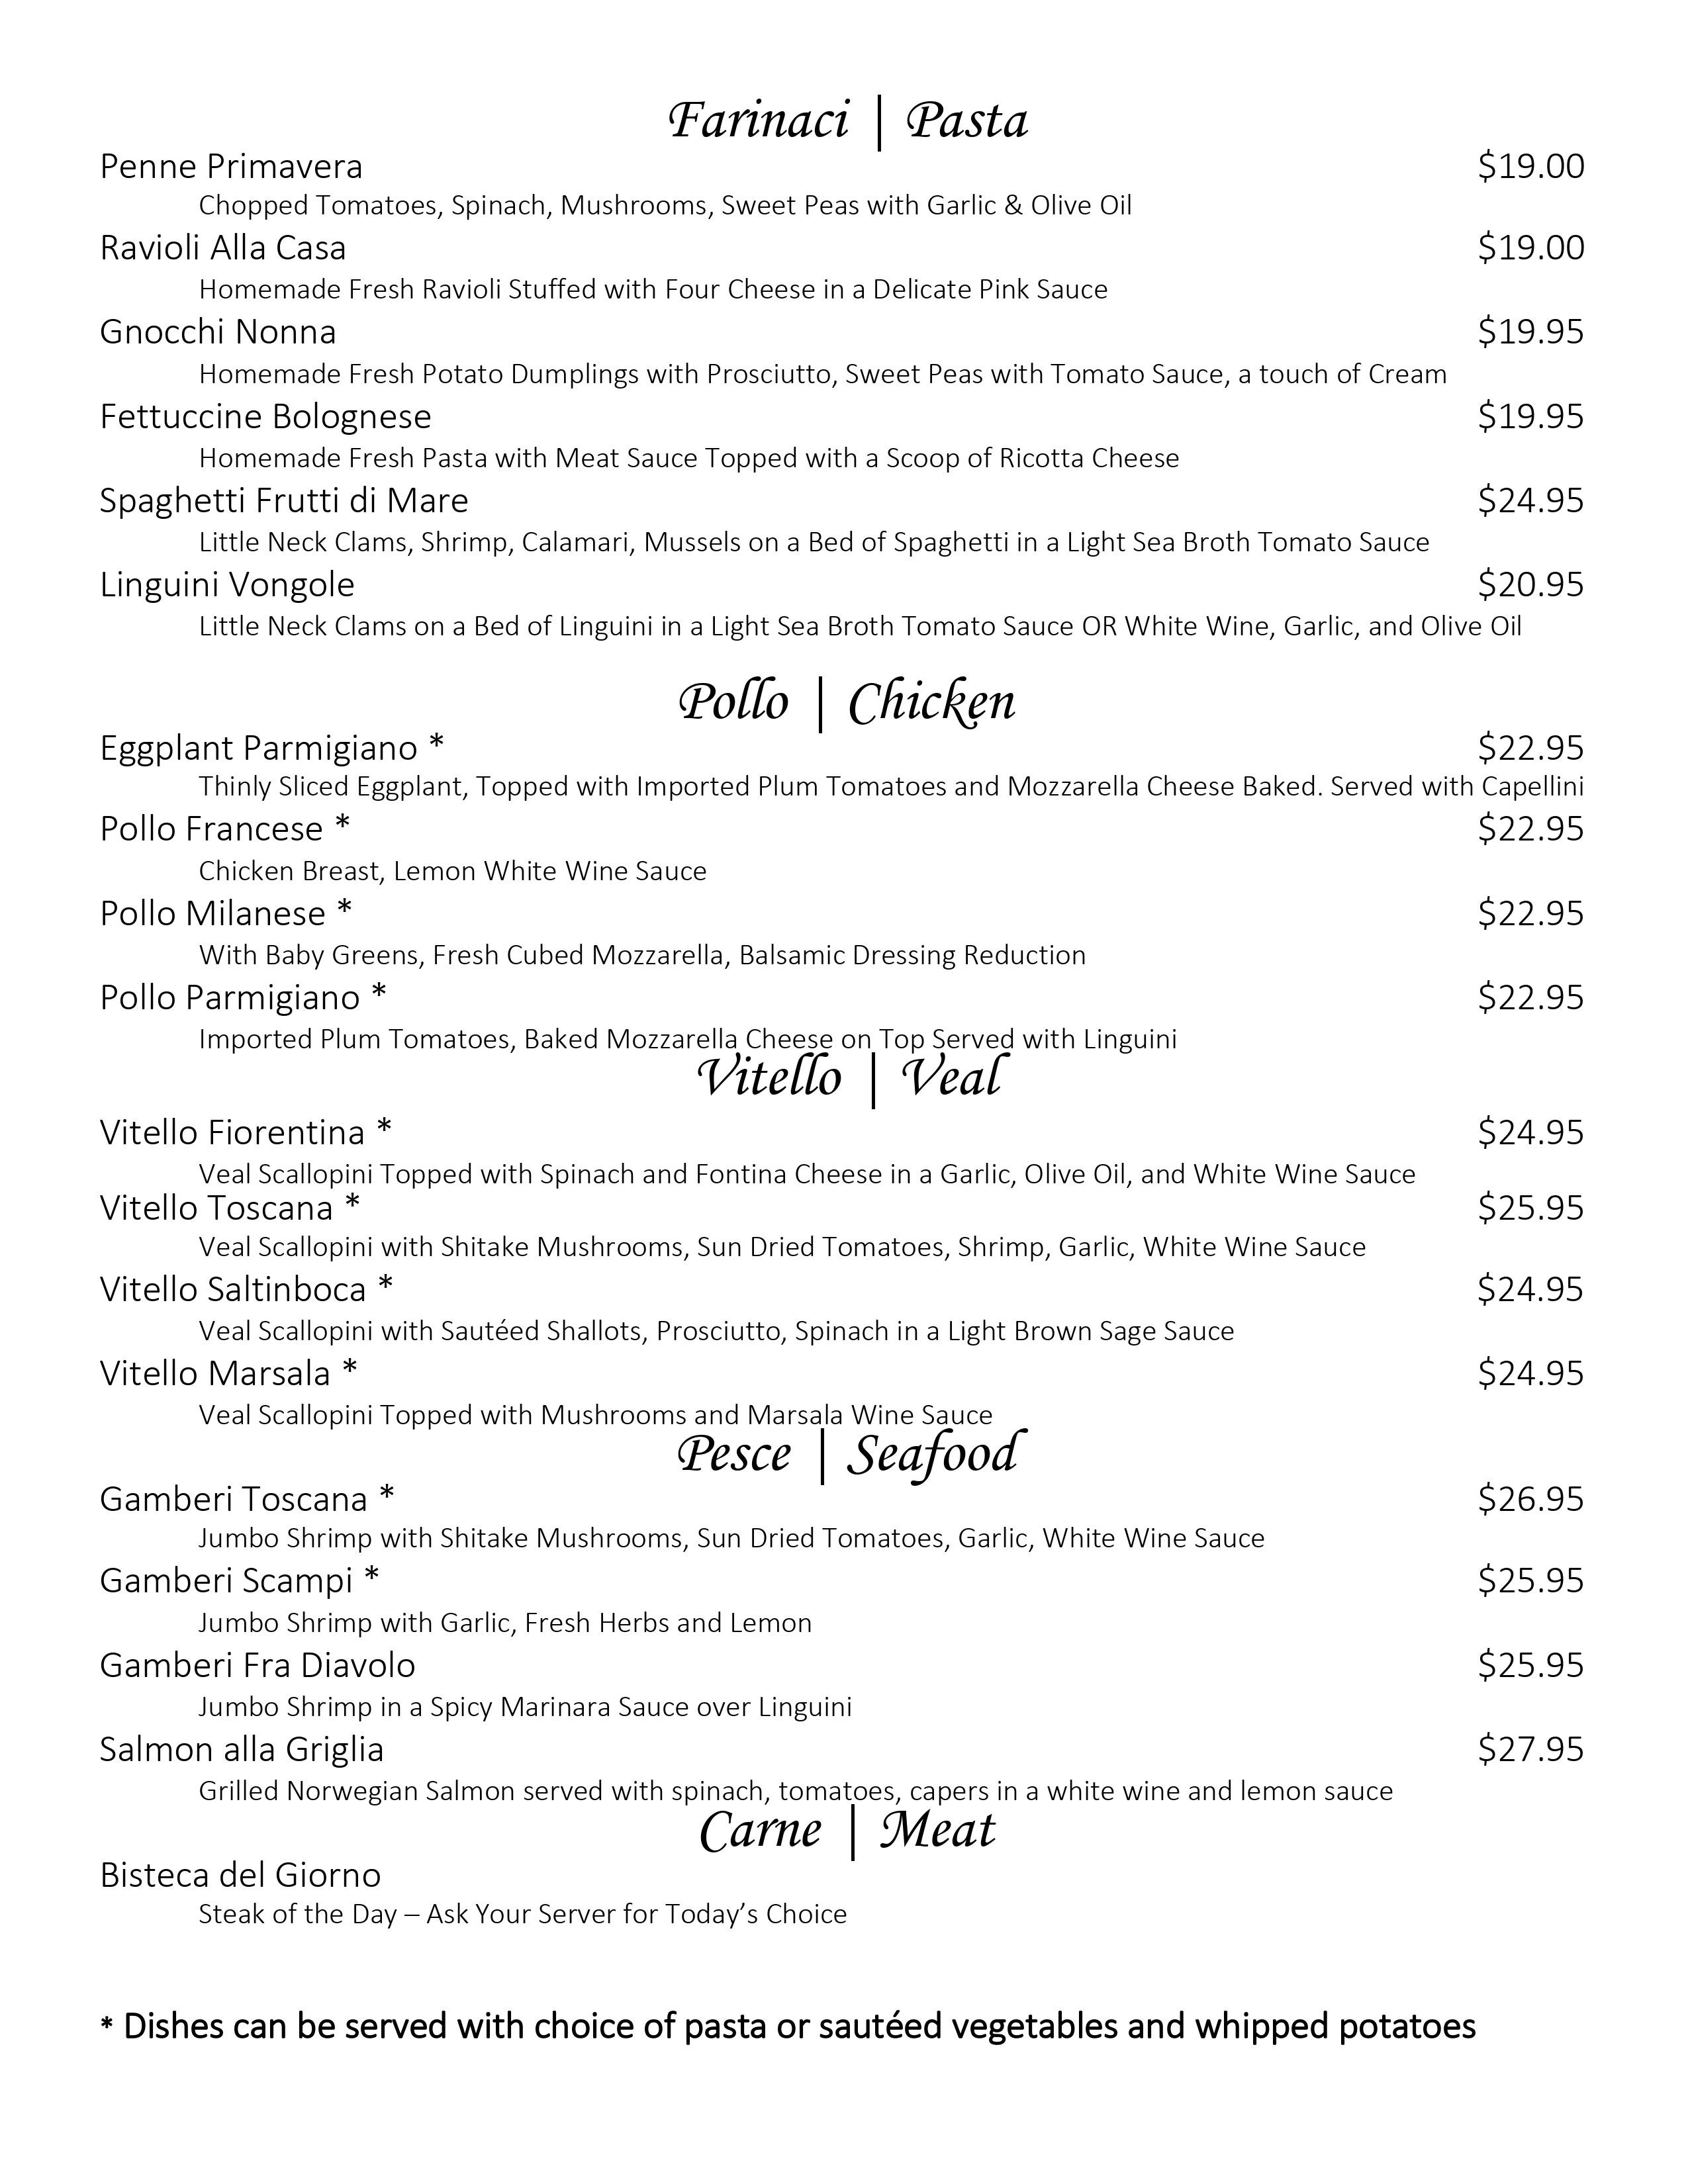 Farinaci | Pasta
Penne Primavera $19.00
Chopped Tomatoes, Spinach, Mushrooms, Sweet Peas with Garlic & Olive Oil
Ravioli Alla Casa $19.00
Homemade Fresh Ravioli Stuffed with Four Cheese in a Delicate Pink Sauce
Gnocchi Nonna $19.95
Homemade Fresh Potato Dumplings with Prosciutto, Sweet Peas with Tomato Sauce, a touch of Cream
Fettuccine Bolognese $19.95
Homemade Fresh Pasta with Meat Sauce Topped with a Scoop of Ricotta Cheese
Spaghetti Frutti di Mare $24.95
Little Neck Clams, Shrimp, Calamari, Mussels on a Bed of Spaghetti in a Light Sea Broth Tomato Sauce
Linguini Vongole $20.95
Little Neck Clams on a Bed of Linguini in a Light Sea Broth Tomato Sauce OR White Wine, Garlic, and Olive Oil
Pollo | Chicken
Eggplant Parmigiano * $22.95
Thinly Sliced Eggplant, Topped with Imported Plum Tomatoes and Mozzarella Cheese Baked. Served with Capellini
Pollo Francese * $22.95
Chicken Breast, Lemon White Wine Sauce
Pollo Milanese * $22.95
With Baby Greens, Fresh Cubed Mozzarella, Balsamic Dressing Reduction
Pollo Parmigiano * $22.95
Imported Plum Tomatoes, Baked Mozzarella Cheese on Top Served with Linguini
Vitello | Veal
Vitello Fiorentina * $24.95
Veal Scallopini Topped with Spinach and Fontina Cheese in a Garlic, Olive Oil, and White Wine Sauce
Vitello Toscana * $25.95
Veal Scallopini with Shitake Mushrooms, Sun Dried Tomatoes, Shrimp, Garlic, White Wine Sauce
Vitello Saltinboca * $24.95
Veal Scallopini with Sautéed Shallots, Prosciutto, Spinach in a Light Brown Sage Sauce
Vitello Marsala * $24.95
Veal Scallopini Topped with Mushrooms and Marsala Wine Sauce
Pesce | Seafood
Gamberi Toscana * $26.95
Jumbo Shrimp with Shitake Mushrooms, Sun Dried Tomatoes, Garlic, White Wine Sauce
Gamberi Scampi * $25.95
Jumbo Shrimp with Garlic, Fresh Herbs and Lemon
Gamberi Fra Diavolo $25.95
Jumbo Shrimp in a Spicy Marinara Sauce over Linguini
Salmon alla Griglia $27.95
Grilled Norwegian Salmon served with spinach, tomatoes, capers in a white wine and lemon sauce
Carne | Meat
Bisteca del Giorno
Steak of the Day – Ask Your Server for Today’s Choice
* Dishes can be served with choice of pasta or sautéed vegetables and whipped potatoes